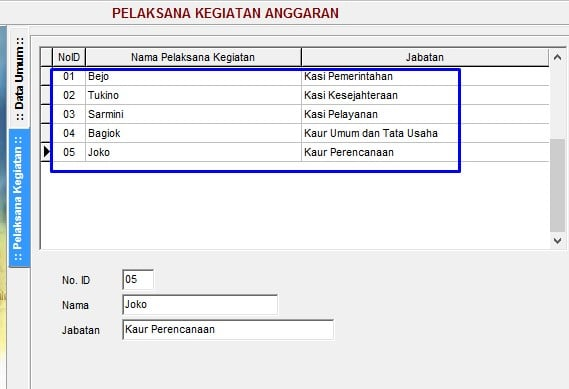 PELAKSANA KEGIATAN ANGGARAN
:: Data Umum ::
:: Pelaksana Kegiatan ::
NoID Nama Pelaksana Kegiatan Jabatan
01 Bejo Kasi Pemerintahan
02 Tukino Kasi Kesejahteraan
03 Sarmini Kasi Pelayanan
04 Bagiok Kaur Umum dan Tata Usaha
05 Joko Kaur Perencanaan
No. ID 05
Nama Joko
Jabatan Kaur Perencanaan